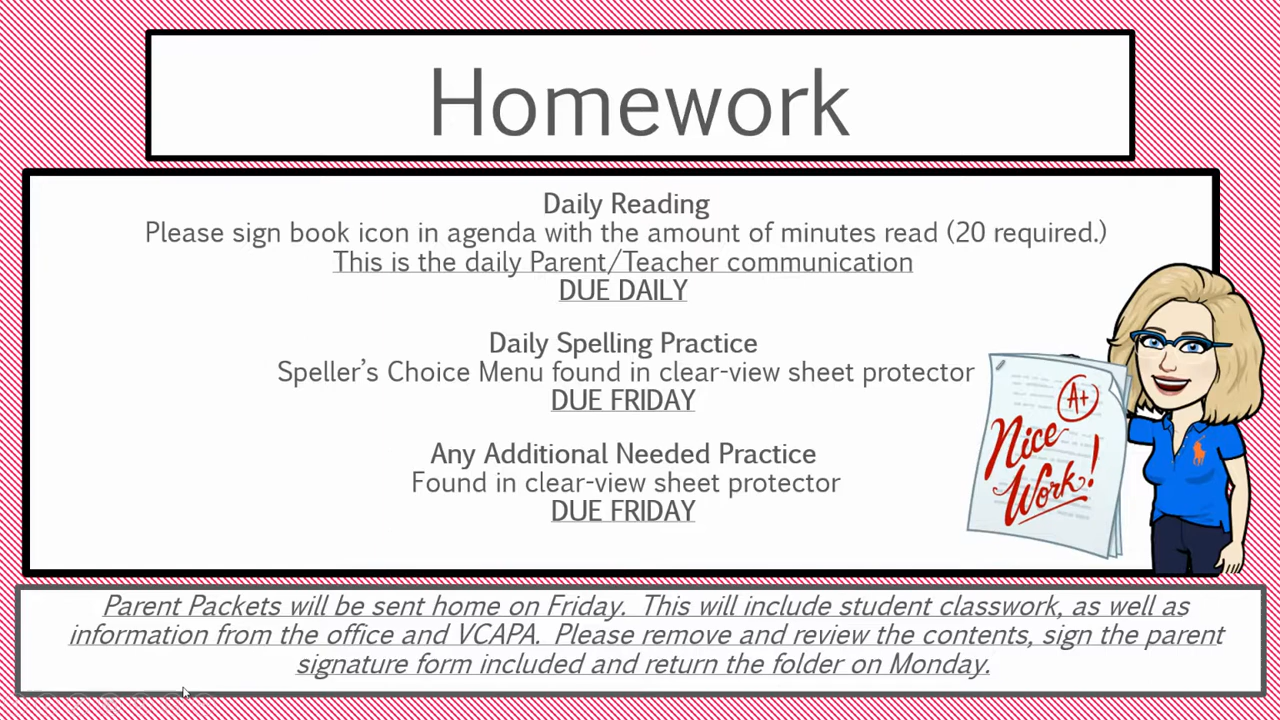 Homework
Daily Reading
Please sign book icon in agenda with the amount of minutes read (20 required.)
This is the daily Parent/Teacher communication
DUE DAILY
Daily Spelling Practice
Speller’s Choice Menu found in clear-view sheet protector
DUE FRIDAY
Any Additional Needed Practice
Found in clear-view sheet protector
DUE FRIDAY
A+
Nice
Work!
Parent Packets will be sent home on Friday.  This will include student classwork, as well as
information from the office and VCAPA.  Please remove and review the contents, sign the parent
signature form included and return the folder on Monday.